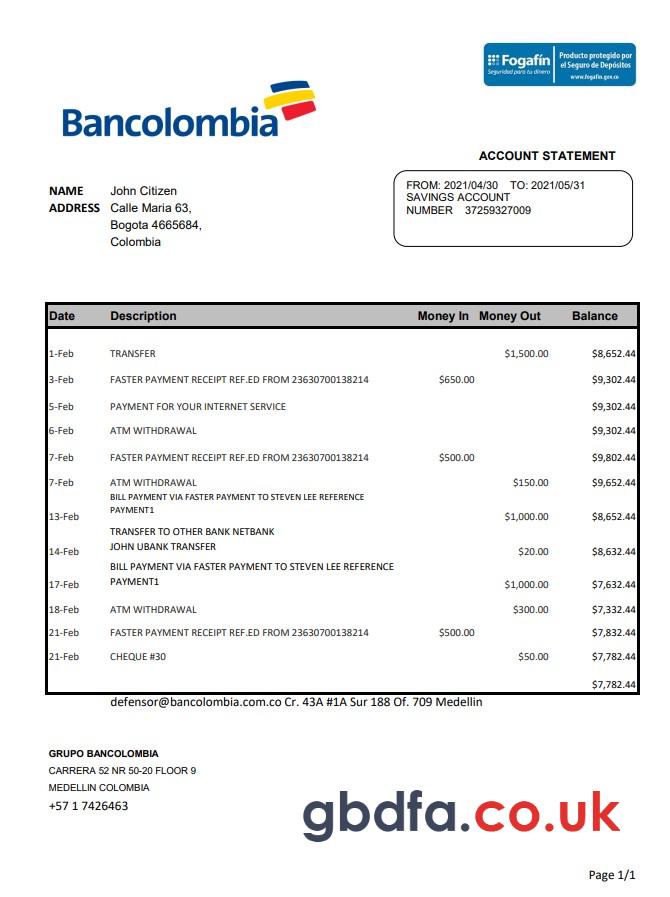 Fogafín
Seguridad para tu dinero
Producto protegido por
el Seguro de Depósitos
www.fogafin.gov.co
Bancolombia
ACCOUNT STATEMENT
NAME John Citizen
ADDRESS Calle Maria 63,
Bogota 4665684,
Colombia
FROM: 2021/04/30 TO: 2021/05/31
SAVINGS ACCOUNT
NUMBER 37259327009
Date Description Money In Money Out Balance
1-Feb TRANSFER $1,500.00 $8,652.44
3-Feb FASTER PAYMENT RECEIPT REF.ED FROM 23630700138214 $650.00 $9,302.44
5-Feb PAYMENT FOR YOUR INTERNET SERVICE $9,302.44
6-Feb ATM WITHDRAWAL $9,302.44
7-Feb FASTER PAYMENT RECEIPT REF.ED FROM 23630700138214 $500.00 $9,802.44
7-Feb ATM WITHDRAWAL $150.00 $9,652.44
BILL PAYMENT VIA FASTER PAYMENT TO STEVEN LEE REFERENCE
PAYMENT1
13-Feb $1,000.00 $8,652.44
TRANSFER TO OTHER BANK NETBANK
JOHN UBANK TRANSFER
14-Feb $20.00 $8,632.44
BILL PAYMENT VIA FASTER PAYMENT TO STEVEN LEE REFERENCE
PAYMENT1
17-Feb $1,000.00 $7,632.44
18-Feb ATM WITHDRAWAL $300.00 $7,332.44
21-Feb FASTER PAYMENT RECEIPT REF.ED FROM 23630700138214 $500.00 $7,832.44
21-Feb CHEQUE #30 $50.00 $7,782.44
$7,782.44
defensor@bancolombia.com.co Cr. 43A #1A Sur 188 Of. 709 Medellin
GRUPO BANCOLOMBIA
CARRERA 52 NR 50-20 FLOOR 9
MEDELLIN COLOMBIA
+57 1 7426463
gbdfa.co.uk
Page 1/1